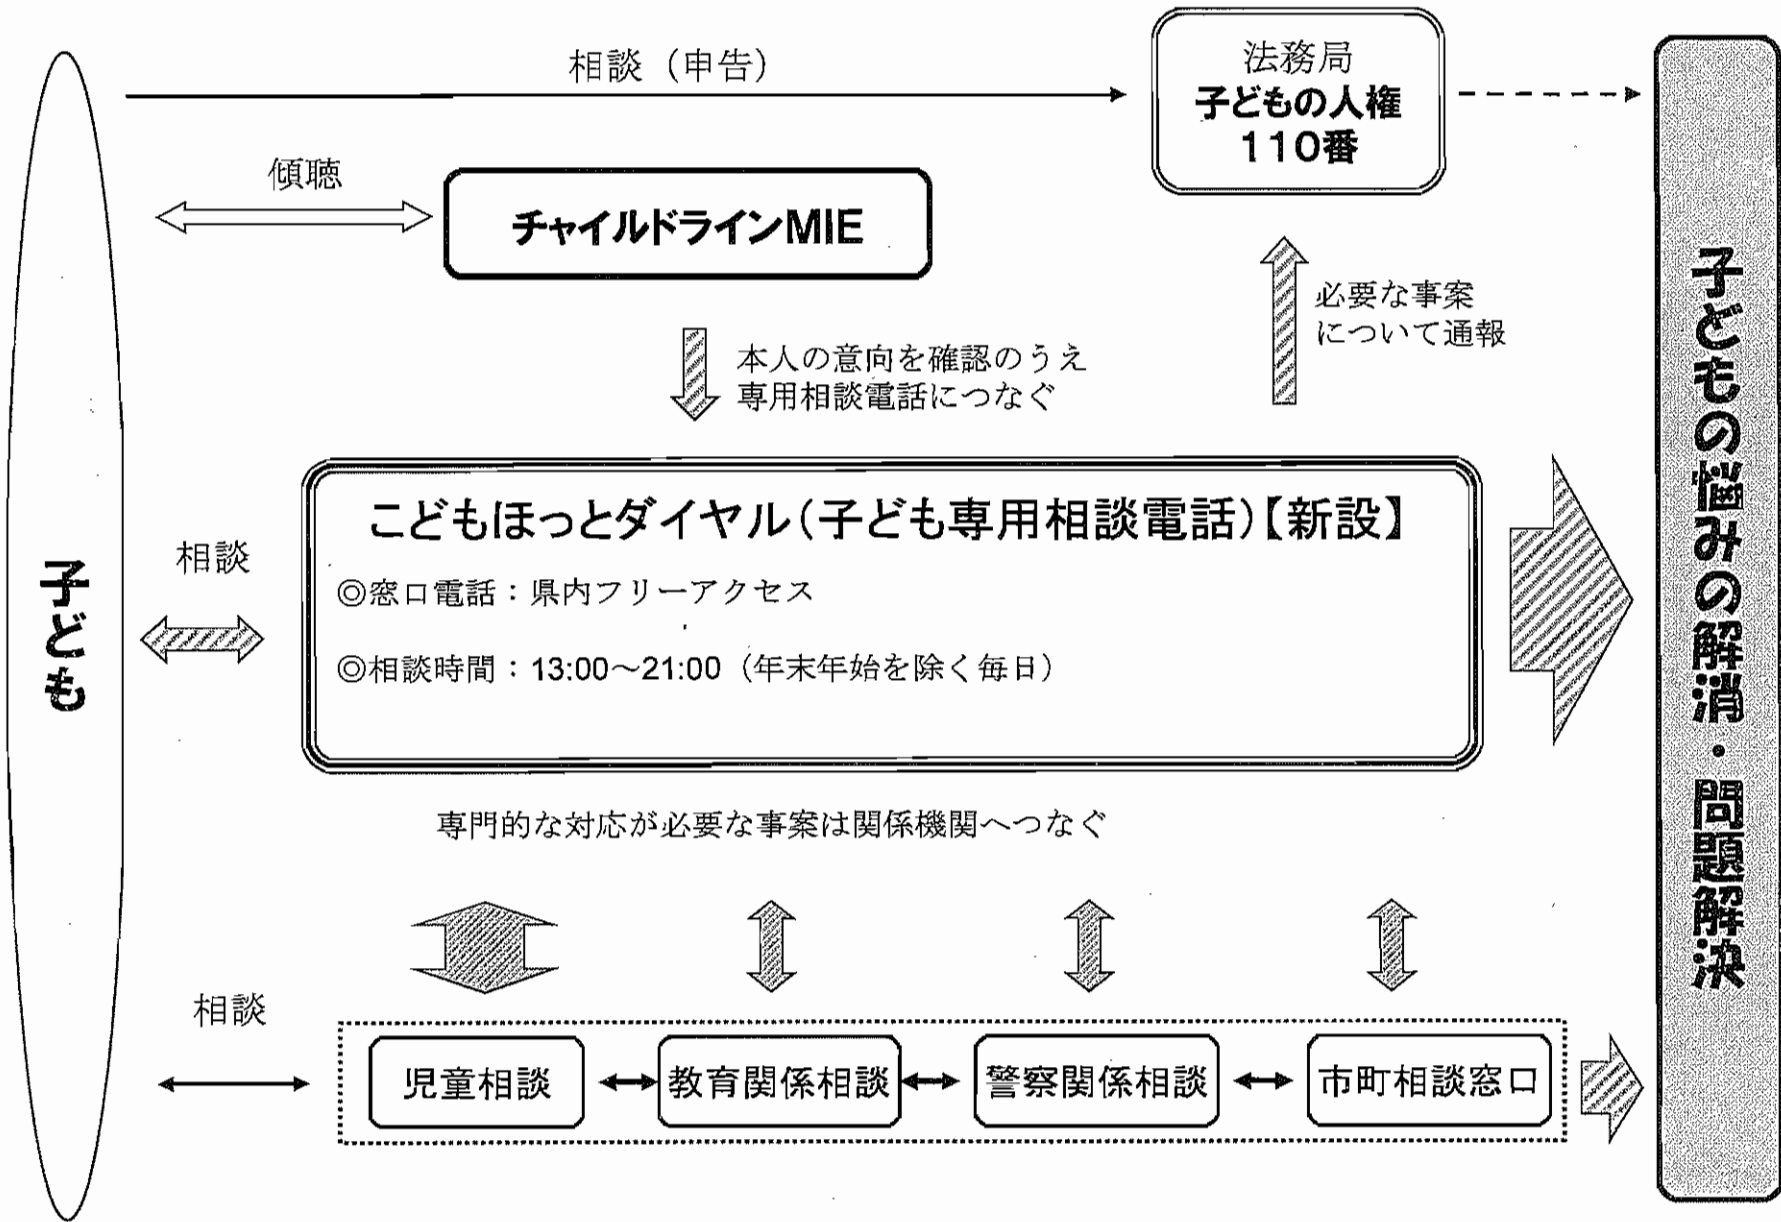 相談（申告）
法務局
子どもの人権
110番
傾聴
チャイルドラインMIE
必要な事案
について通報
本人の意向を確認のうえ
専用相談電話につなぐ
子ども
相談
こどもほっとダイヤル（子ども専用相談電話）【新設】
◎窓口電話：県内フリーアクセス
◎相談時間：13:00～21:00（年末年始を除く毎日）
専門的な対応が必要な事案は関係機関へつなぐ
相談
児童相談
教育関係相談
警察関係相談
市町相談窓口
子どもの悩みの解消・問題解決